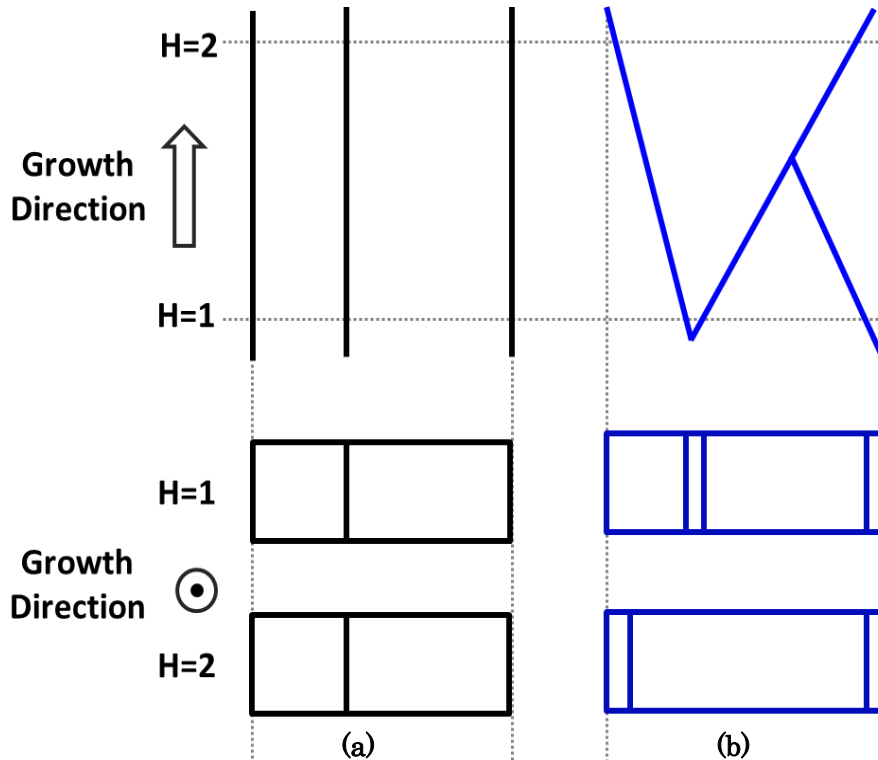 H=2
Growth
Direction
H=1
H=1
Growth
Direction
H=2
(a)
(b)